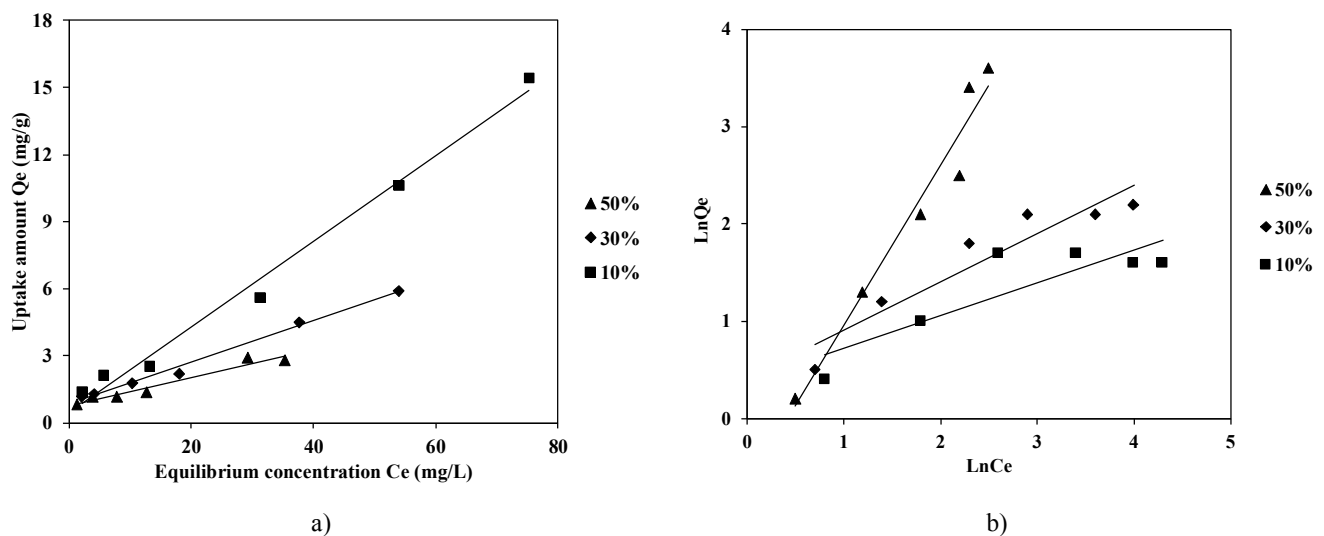 18
15
12
9
6
3
0
Uptake amount Qe (mg/g)
0 20 40 60 80
Equilibrium concentration Ce (mg/L)
50%
30%
10%
a)
4
3
2
1
0
LnQe
0 1 2 3 4 5
LnCe
50%
30%
10%
b)